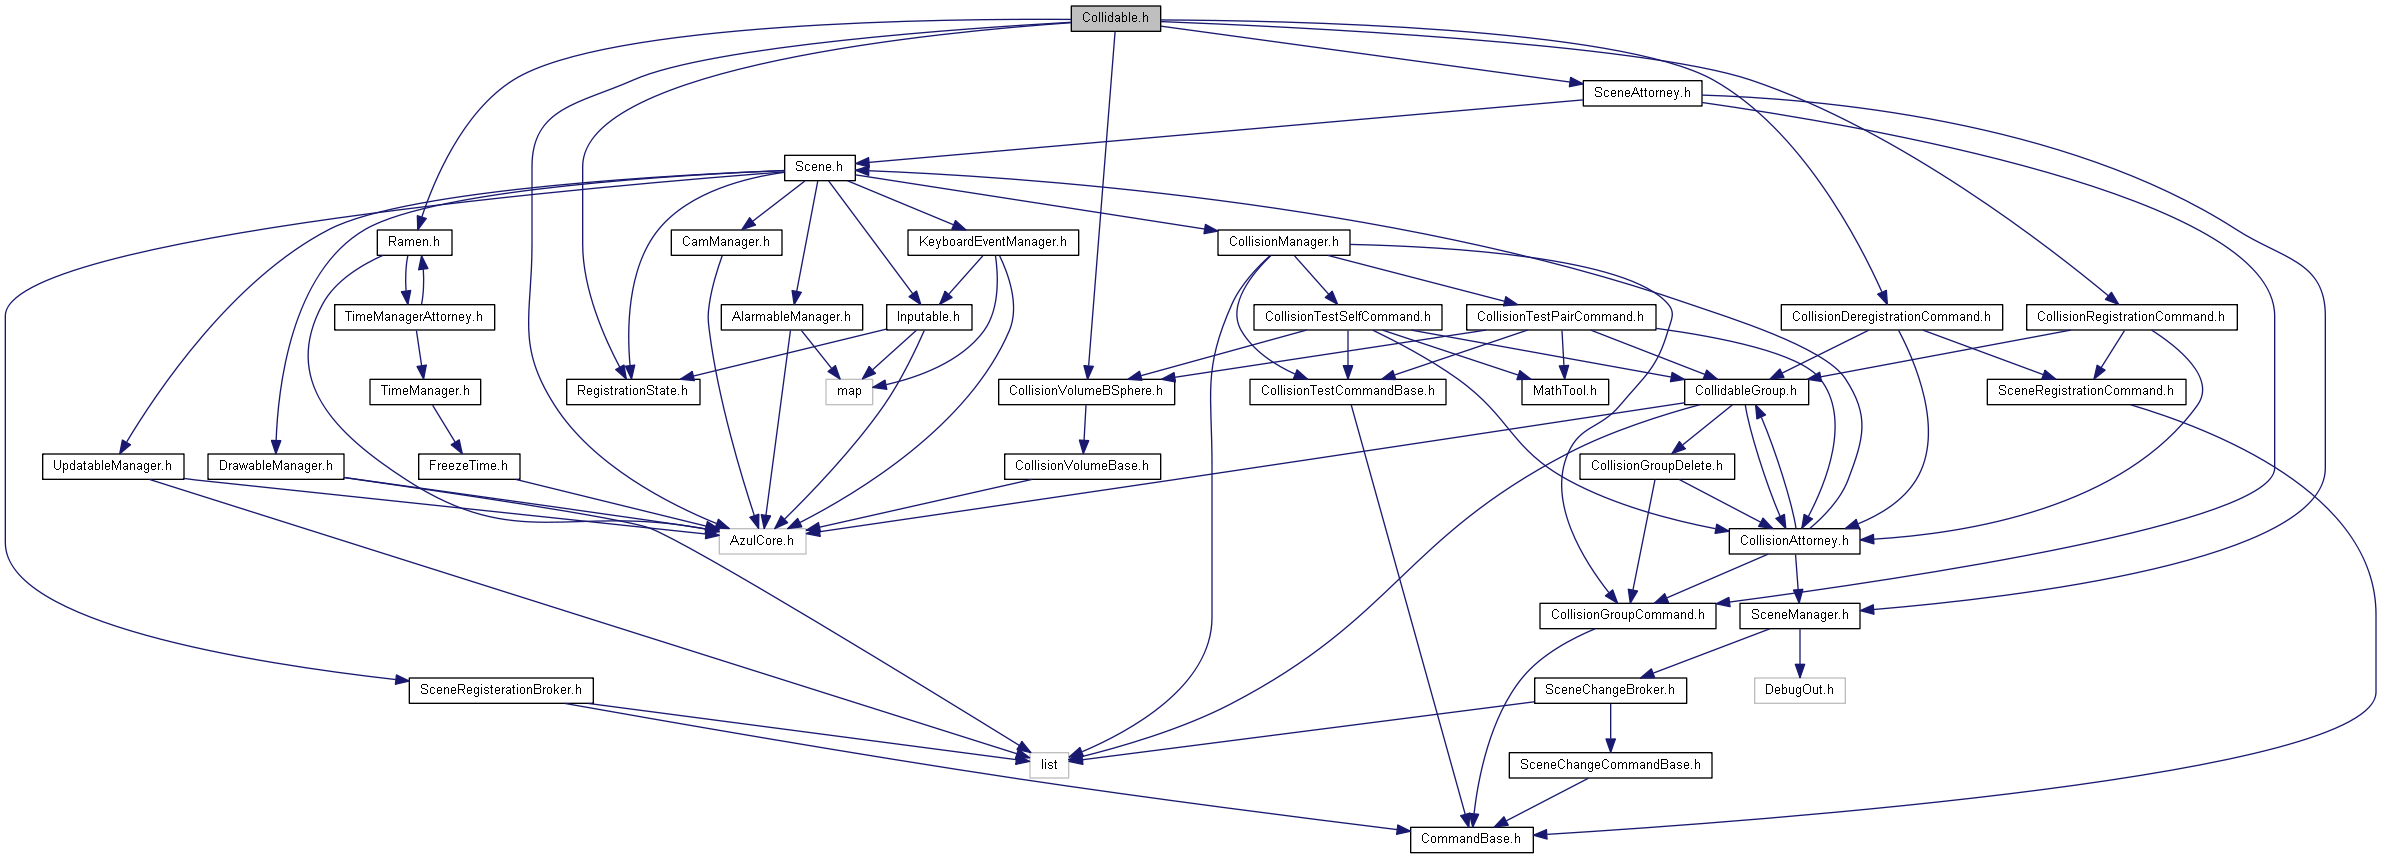 Collidable.h
SceneAttorney.h
Scene.h
Ramen.h
CamManager.h
KeyboardEventManager.h
CollisionManager.h
TimeManagerAttorney.h
AlarmableManager.h
Inputable.h
CollisionTestSelfCommand.h
CollisionTestPairCommand.h
CollisionDeregistrationCommand.h
CollisionRegistrationCommand.h
TimeManager.h
RegistrationState.h
map
CollisionVolumeBSphere.h
CollisionTestCommandBase.h
MathTool.h
CollidableGroup.h
SceneRegistrationCommand.h
UpdatableManager.h
DrawableManager.h
FreezeTime.h
CollisionVolumeBase.h
CollisionGroupDelete.h
AzulCore.h
CollisionAttorney.h
CollisionGroupCommand.h
SceneManager.h
SceneRegisterationBroker.h
SceneChangeBroker.h
DebugOut.h
list
SceneChangeCommandBase.h
CommandBase.h